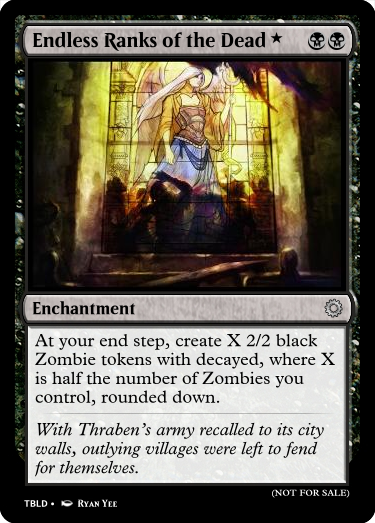 Endless Ranks of the Dead★
Enchantment
At your end step, create X 2/2 black
Zombie tokens with decayed, where X
is half the number of Zombies you
control, rounded down.
With Thraben's army recalled to its city
walls, outlying villages were left to fend
for themselves.
(NOT FOR SALE)
TBLD • Ryan Yee